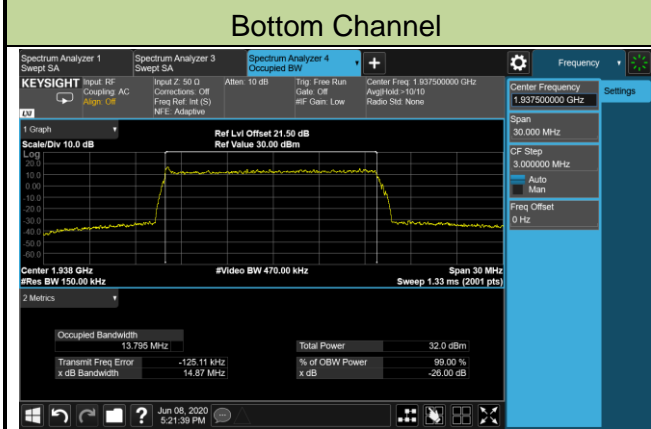 Bottom Channel
Spectrum Analyzer 1
Swept SA
Spectrum Analyzer 3
Swept SA
Spectrum Analyzer 4
Occupied BW
+
Frequency
KEYSIGHT
Input: RF
Coupling: AC
Align: Off
Input Z: 50 Ω
Corrections: Off
Freq Ref: Int (S)
NFE: Adaptive
Atten: 10 dB
Trig: Free Run
Gate: Off
#IF Gain: Low
Center Freq: 1.937500000 GHz
Avg|Hold:>10/10
Radio Std: None
LXI
Center Frequency
1.937500000 GHz
Settings
Span
30.000 MHz
CF Step
3.000000 MHz
Auto
Man
Freq Offset
0 Hz
1 Graph
Ref Lvl Offset 21.50 dB
Scale/Div 10.0 dB
Ref Value 30.00 dBm
Log
20.0
10.0
0.00
-10.0
-20.0
-30.0
-40.0
-50.0
-60.0
Center 1.938 GHz
#Video BW 470.00 kHz
Span 30 MHz
#Res BW 150.00 kHz
Sweep 1.33 ms (2001 pts)
2 Metrics
Occupied Bandwidth
13.795 MHz
Total Power 32.0 dBm
Transmit Freq Error -125.11 kHz
% of OBW Power 99.00 %
x dB Bandwidth 14.87 MHz
x dB -26.00 dB
?
Jun 08, 2020
5:21:39 PM